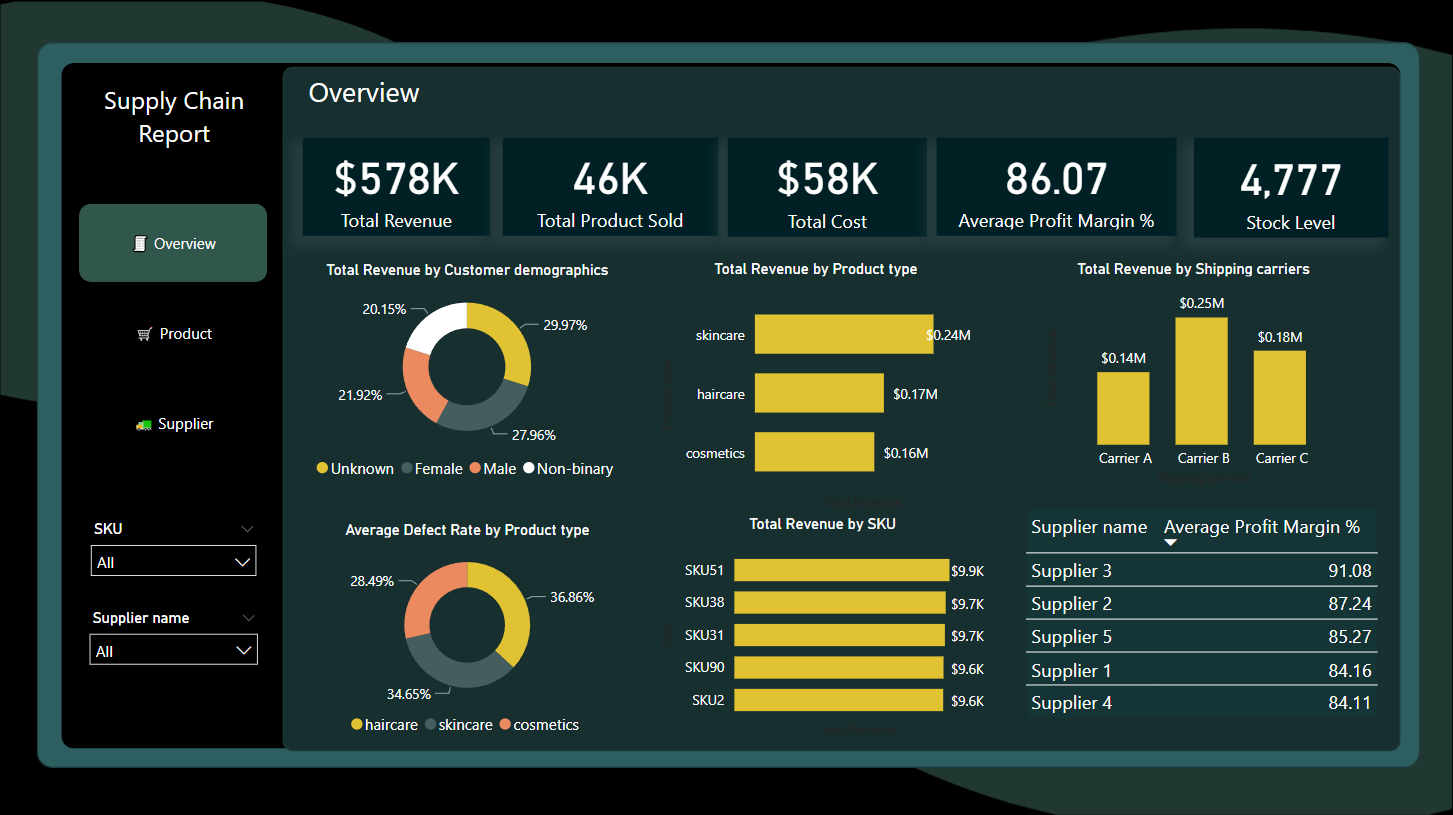 Supply Chain
Report
Overview
Product
Supplier
SKU
All
Supplier name
All
Overview
$578K
Total Revenue
46K
Total Product Sold
$58K
Total Cost
86.07
Average Profit Margin %
4,777
Stock Level
Total Revenue by Customer demographics
20.15%
29.97%
21.92%
27.96%
Unknown Female Male Non-binary
Total Revenue by Product type
skincare $0.24M
haircare $0.17M
cosmetics $0.16M
Total Revenue
Total Revenue by Shipping carriers
$0.25M
$0.18M
$0.14M
Carrier A Carrier B Carrier C
Average Defect Rate by Product type
28.49%
36.86%
34.65%
haircare skincare cosmetics
Total Revenue by SKU
SKU51 $9.9K
SKU38 $9.7K
SKU31 $9.7K
SKU90 $9.6K
SKU2 $9.6K
Total Revenue
Supplier name Average Profit Margin %
Supplier 3 91.08
Supplier 2 87.24
Supplier 5 85.27
Supplier 1 84.16
Supplier 4 84.11